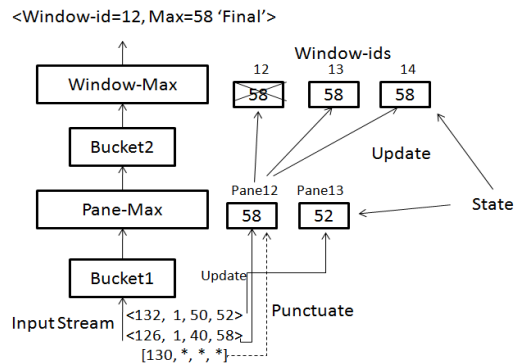 <Window-id=12, Max=58 ‘Final’>
Window-ids
12 13 14
Window-Max
58 58 58
Bucket2
Update
Pane12 Pane13
Pane-Max
58 52
State
Bucket1
Update
Punctuate
Input Stream
<132, 1, 50, 52>
<126, 1, 40, 58>
[130, *, *, *]